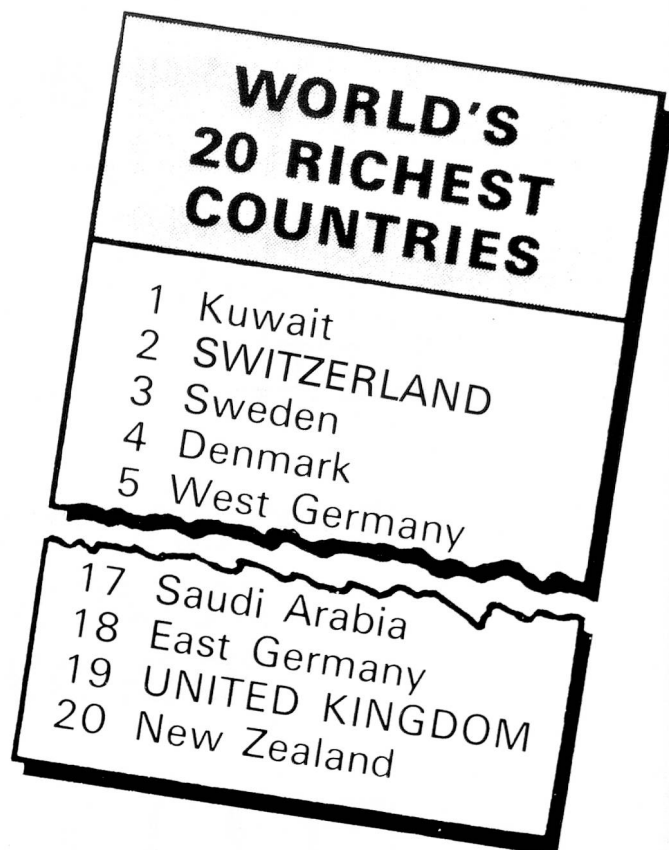 WORLD'S
20 RICHEST
COUNTRIES
1 Kuwait
2 SWITZERLAND
3 Sweden
4 Denmark
5 West Germany
17 Saudi Arabia
18 East Germany
19 UNITED KINGDOM
20 New Zealand